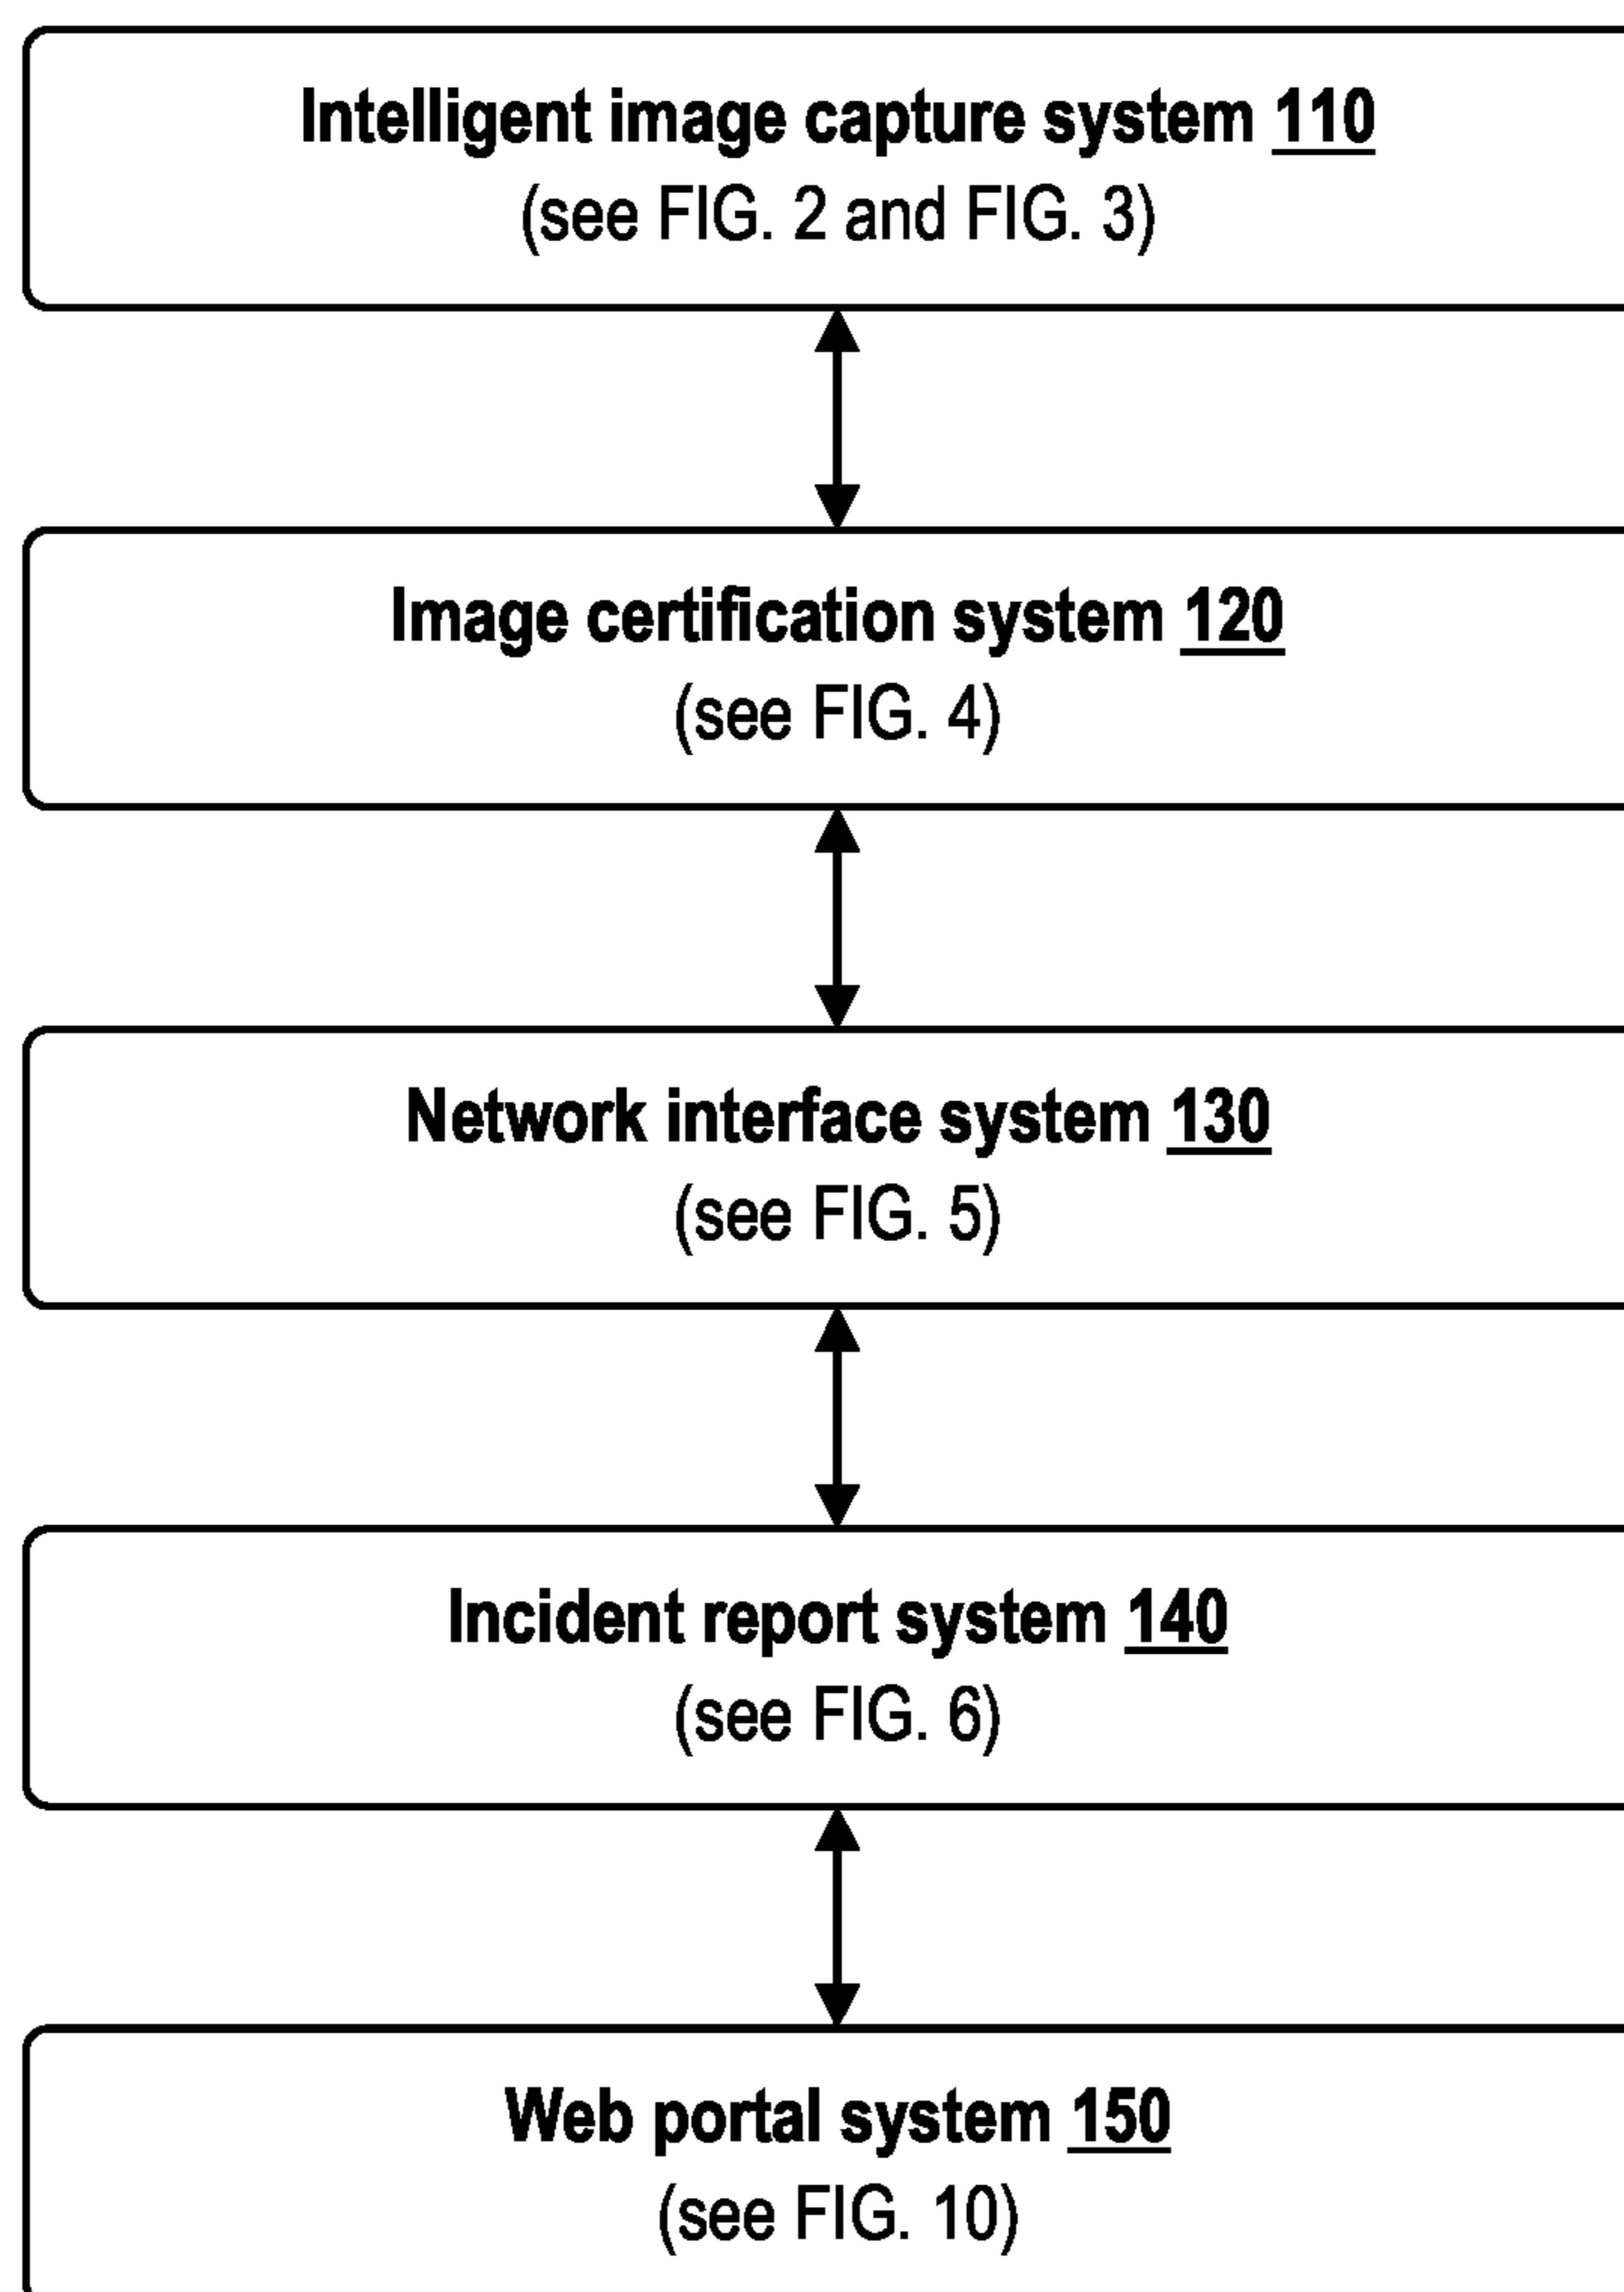 Intelligent image capture system 110
(see FIG. 2 and FIG. 3)
Image certification system 120
(see FIG. 4)
Network interface system 130
(see FIG. 5)
Incident report system 140
(see FIG. 6)
Web portal system 150
(see FIG. 10)